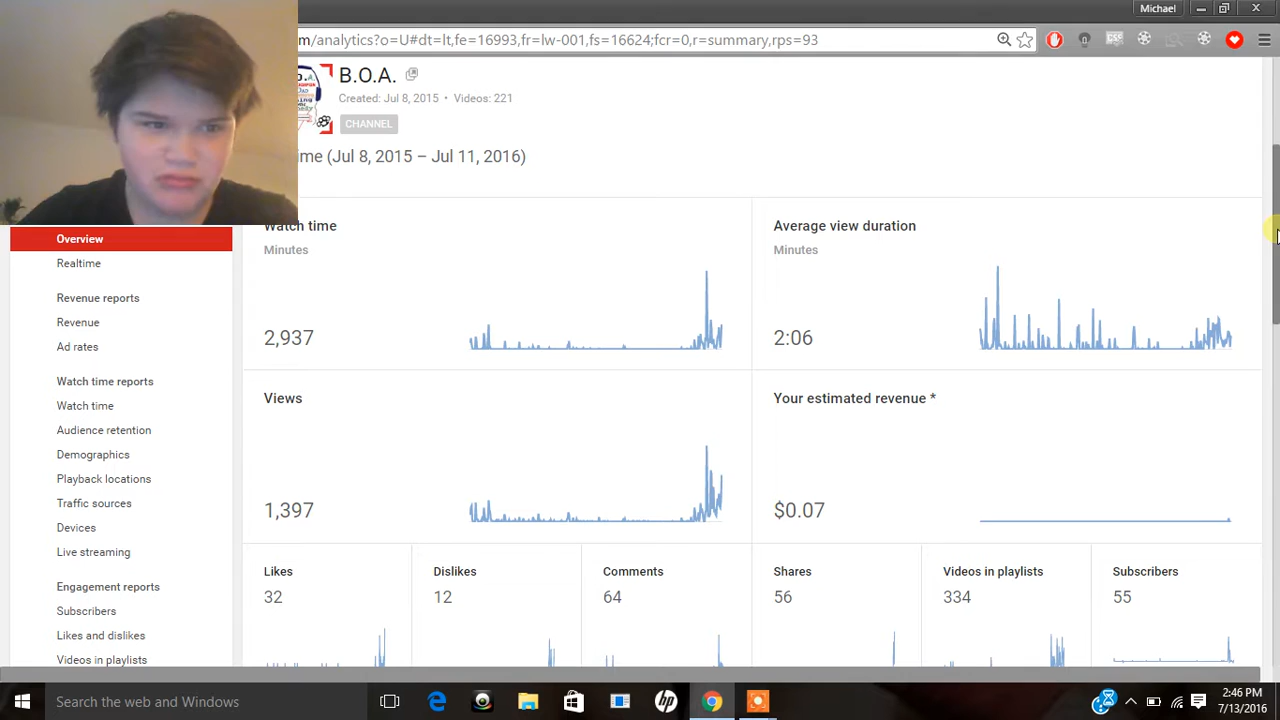 Michael
m/analytics?o=U#dt=lt,fe=16993,fr=lw-001,fs=16624;fcr=0,r=summary,rps=93
B.O.A.
Created: Jul 8, 2015 • Videos: 221
CHANNEL
ime (Jul 8, 2015 – Jul 11, 2016)
Overview
Realtime
Revenue reports
Revenue
Ad rates
Watch time reports
Watch time
Audience retention
Demographics
Playback locations
Traffic sources
Devices
Live streaming
Engagement reports
Subscribers
Likes and dislikes
Videos in playlists
Watch time
Minutes
2,937
Average view duration
Minutes
2:06
Views
1,397
Your estimated revenue *
$0.07
Likes
32
Dislikes
12
Comments
64
Shares
56
Videos in playlists
334
Subscribers
55
Search the web and Windows
hp
2:46 PM
7/13/2016